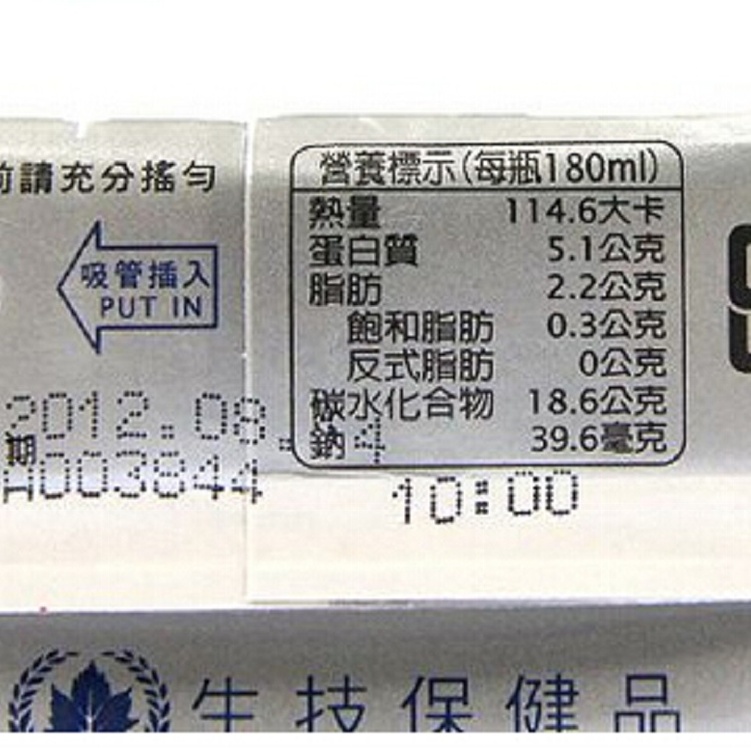 前請充分搖勻
吸管插入
PUT IN
營養標示(每瓶180ml)
熱量 114.6大卡
蛋白質 5.1公克
脂肪 2.2公克
飽和脂肪 0.3公克
反式脂肪 0公克
碳水化合物 18.6公克
鈉 39.6毫克
2012.08. 4
期
A003844
10:00
生技保健品